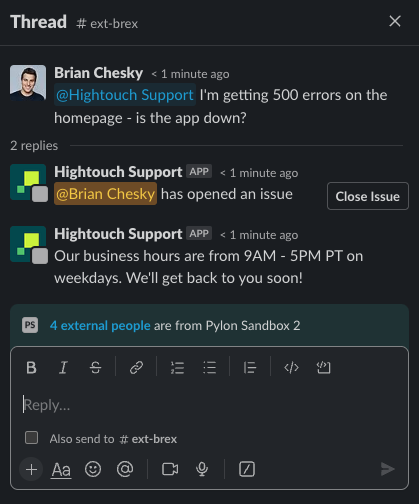 Thread # ext-brex
Brian Chesky < 1 minute ago
@Hightouch Support I'm getting 500 errors on the
homepage - is the app down?
2 replies
Hightouch Support APP < 1 minute ago
@Brian Chesky has opened an issue
Close Issue
Hightouch Support APP < 1 minute ago
Our business hours are from 9AM - 5PM PT on
weekdays. We'll get back to you soon!
PS 4 external people are from Pylon Sandbox 2
B I S
Reply...
Also send to # ext-brex
Aa